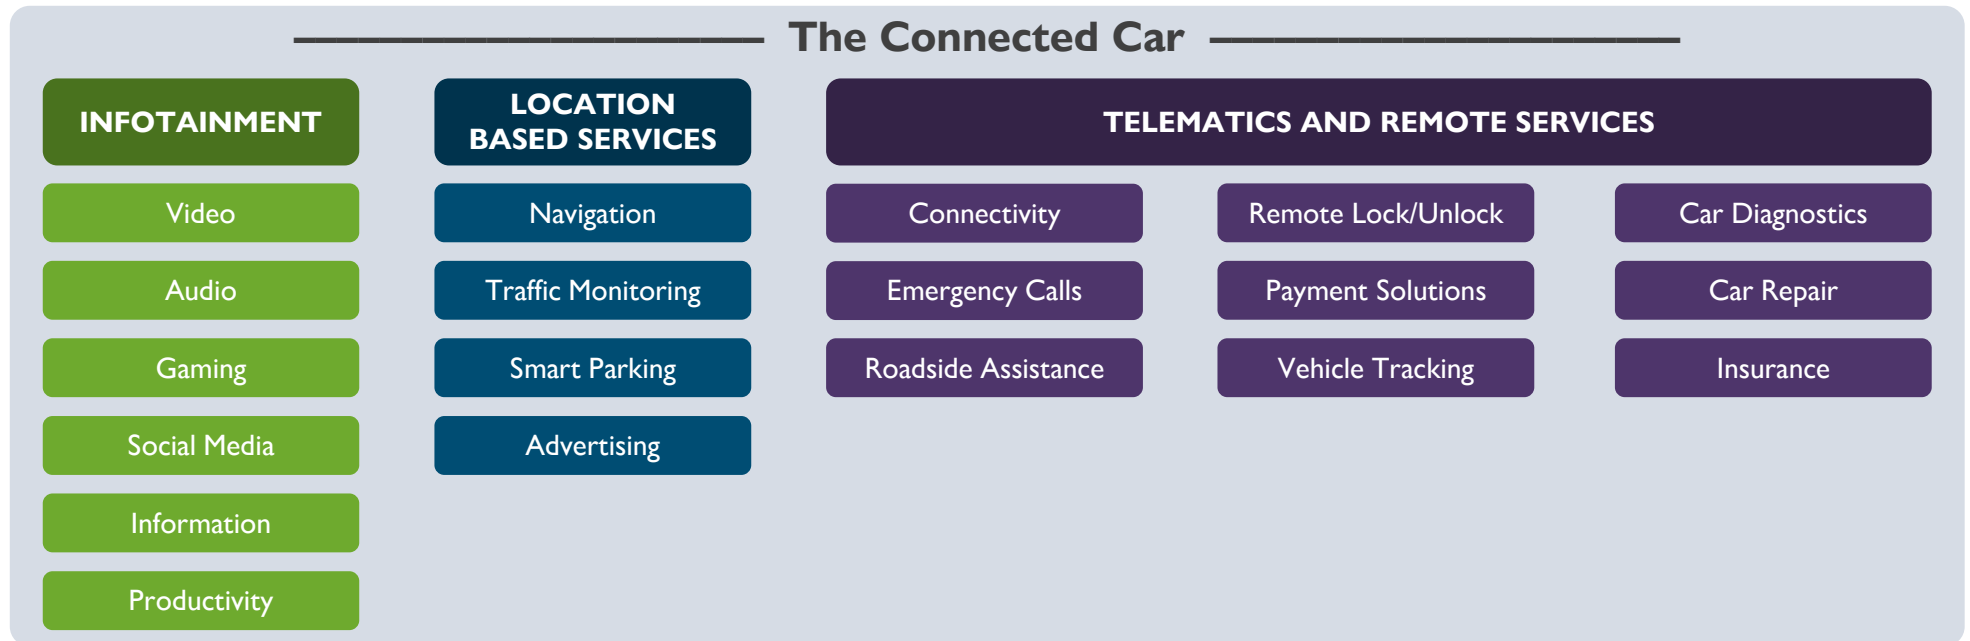 The Connected Car
INFOTAINMENT
Video
Audio
Gaming
Social Media
Information
Productivity
LOCATION
BASED SERVICES
Navigation
Traffic Monitoring
Smart Parking
Advertising
TELEMATICS AND REMOTE SERVICES
Connectivity
Emergency Calls
Roadside Assistance
Remote Lock/Unlock
Payment Solutions
Vehicle Tracking
Car Diagnostics
Car Repair
Insurance